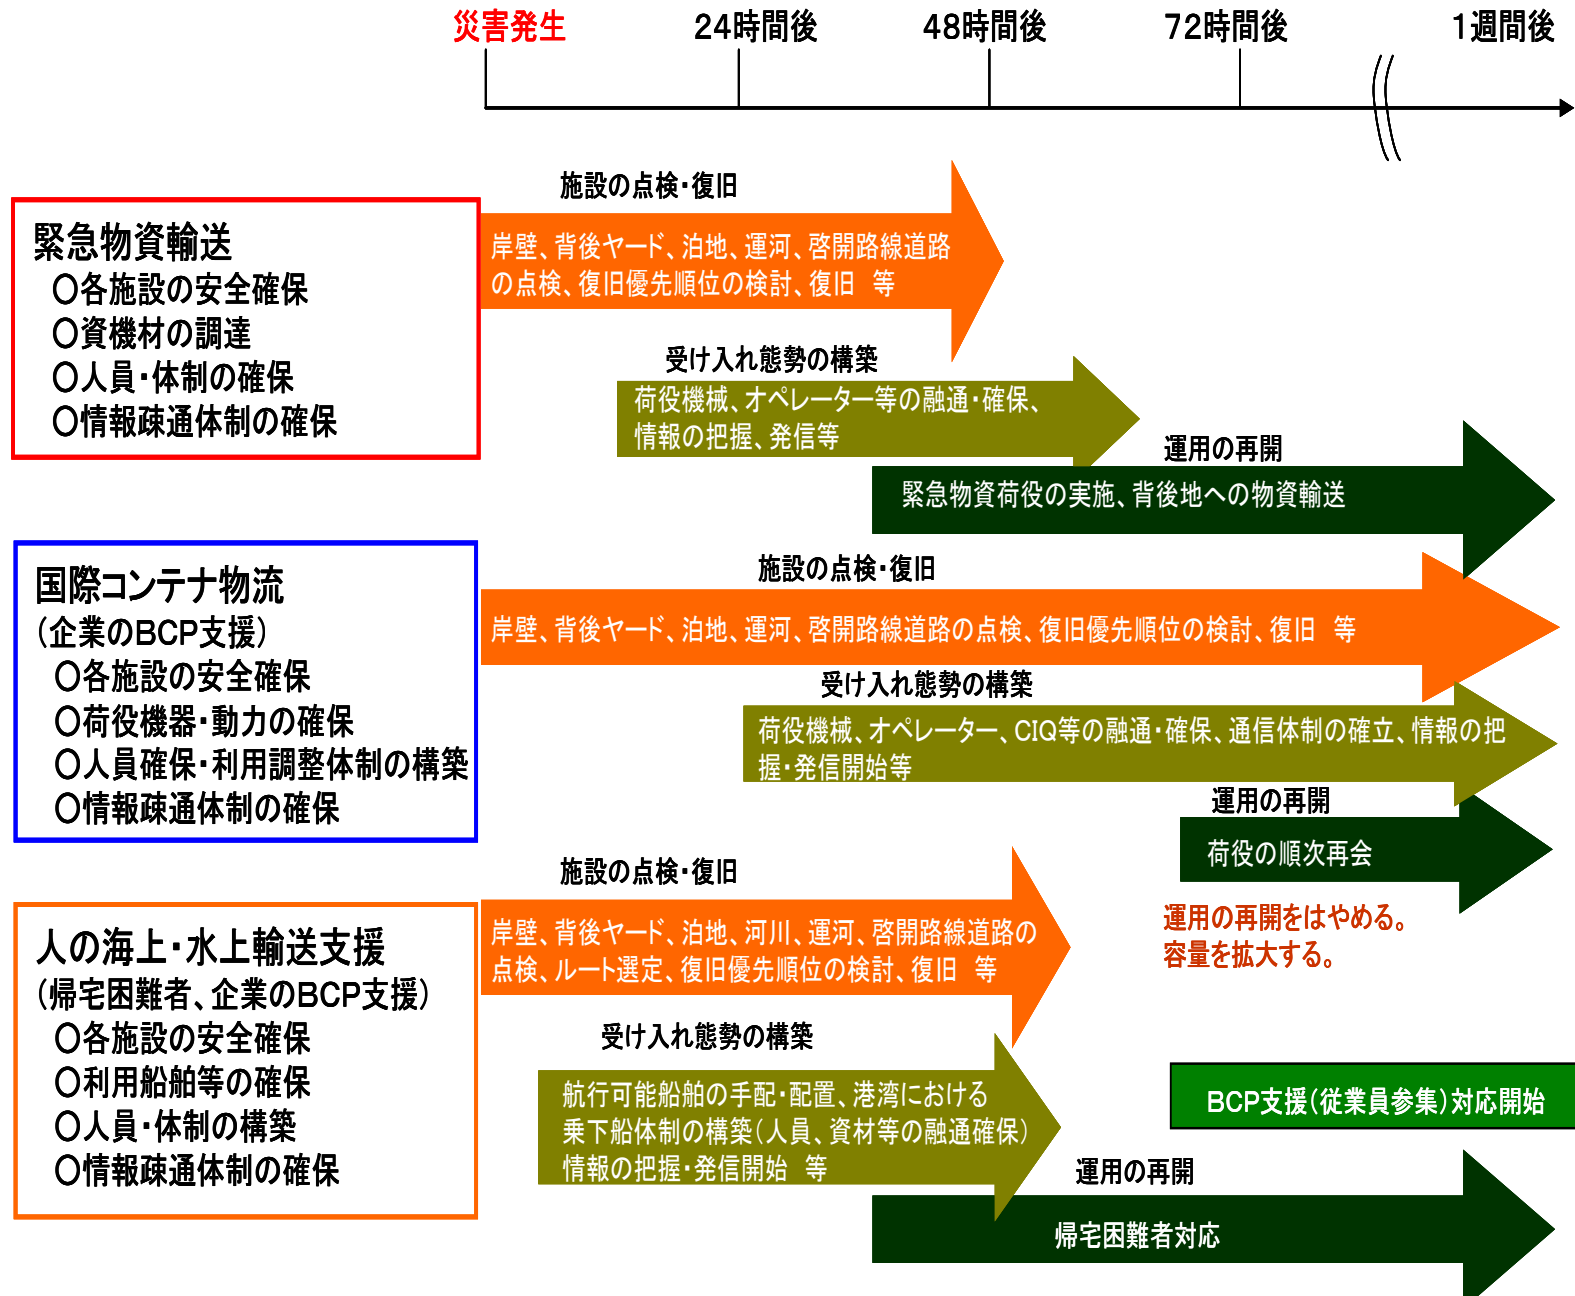 災害発生
24時間後
48時間後
72時間後
1週間後
施設の点検・復旧
緊急物資輸送
〇各施設の安全確保
〇資機材の調達
〇人員・体制の確保
〇情報疎通体制の確保
岸壁、背後ヤード、泊地、運河、啓開路線道路
の点検、復旧優先順位の検討、復旧 等
受け入れ態勢の構築
荷役機械、オペレーター等の融通・確保、
情報の把握、発信等
運用の再開
緊急物資荷役の実施、背後地への物資輸送
国際コンテナ物流
(企業のBCP支援)
〇各施設の安全確保
〇荷役機器・動力の確保
〇人員確保・利用調整体制の構築
〇情報疎通体制の確保
施設の点検・復旧
岸壁、背後ヤード、泊地、運河、啓開路線道路の点検、復旧優先順位の検討、復旧 等
受け入れ態勢の構築
荷役機械、オペレーター、CIQ等の融通・確保、通信体制の確立、情報の把
握・発信開始等
運用の再開
荷役の順次再会
運用の再開をはやめる。
容量を拡大する。
人の海上・水上輸送支援
(帰宅困難者、企業のBCP支援)
〇各施設の安全確保
〇利用船舶等の確保
〇人員・体制の構築
〇情報疎通体制の確保
施設の点検・復旧
岸壁、背後ヤード、泊地、河川、運河、啓開路線道路の
点検、ルート選定、復旧優先順位の検討、復旧 等
受け入れ態勢の構築
航行可能船舶の手配・配置、港湾における
乗下船体制の構築(人員、資材等の融通確保)
情報の把握・発信開始 等
BCP支援(従業員参集)対応開始
運用の再開
帰宅困難者対応